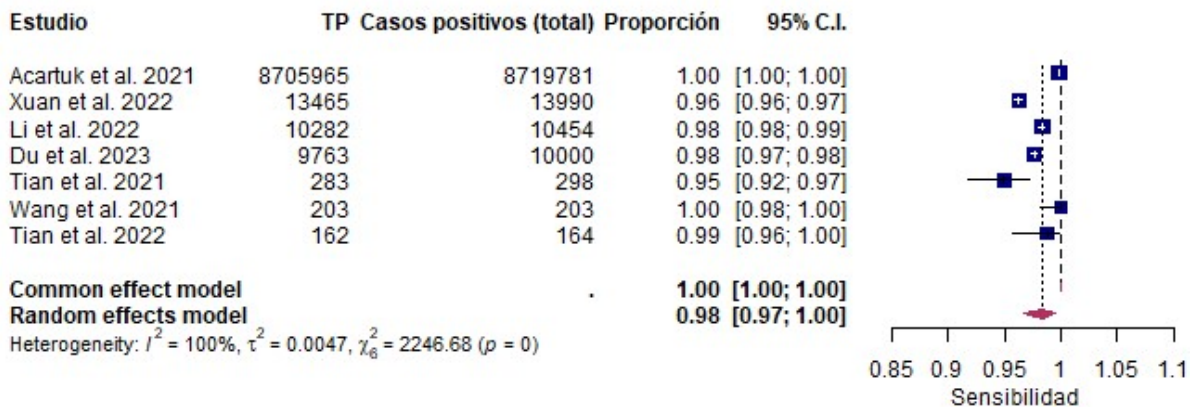 Estudio TP Casos positivos (total) Proporción 95% C.I.
Acartuk et al. 2021 8705965 8719781 1.00 [1.00; 1.00]
Xuan et al. 2022 13465 13990 0.96 [0.96; 0.97]
Li et al. 2022 10282 10454 0.98 [0.98; 0.99]
Du et al. 2023 9763 10000 0.98 [0.97; 0.98]
Tian et al. 2021 283 298 0.95 [0.92; 0.97]
Wang et al. 2021 203 203 1.00 [0.98; 1.00]
Tian et al. 2022 162 164 0.99 [0.96; 1.00]
Common effect model . 1.00 [1.00; 1.00]
Random effects model 0.98 [0.97; 1.00]
Heterogeneity: I² = 100%, τ² = 0.0047, χ²₆ = 2246.68 (p = 0)
0.85 0.9 0.95 1 1.05 1.1
Sensibilidad